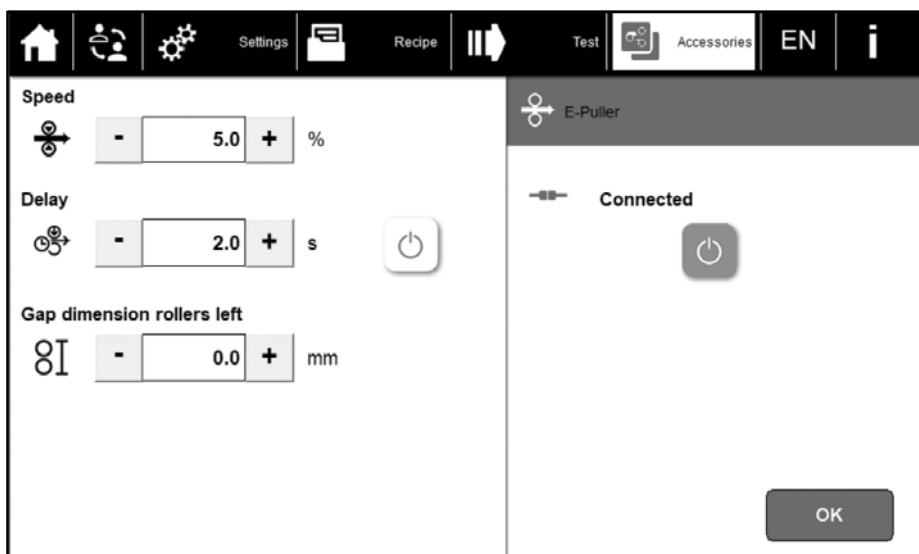 Settings Recipe Test Accessories EN i
Speed
- 5.0 + %
Delay
- 2.0 + s
Gap dimension rollers left
- 0.0 + mm
E-Puller
Connected
OK